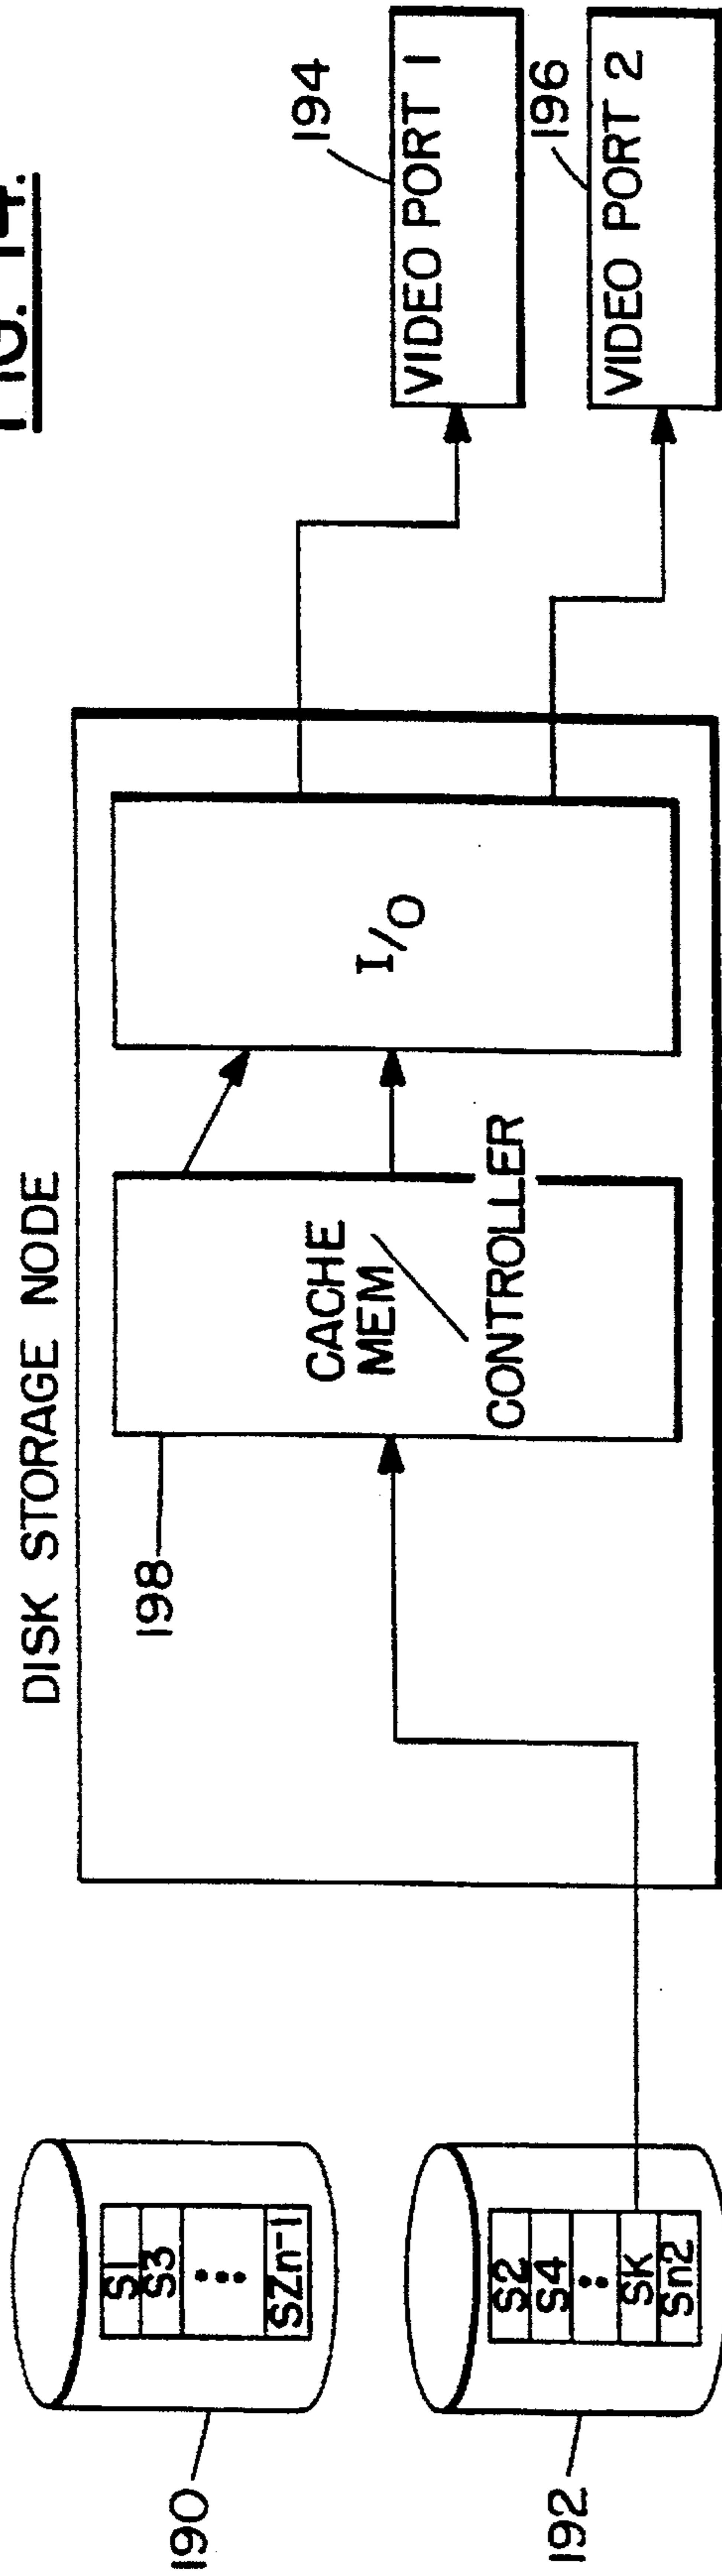 FIG. 14.
DISK STORAGE NODE
190
S1
S3
SZn-1
192
S2
S4
SK
Sn2
198
CACHE
MEM
/
CONTROLLER
I/O
194
VIDEO PORT 1
196
VIDEO PORT 2